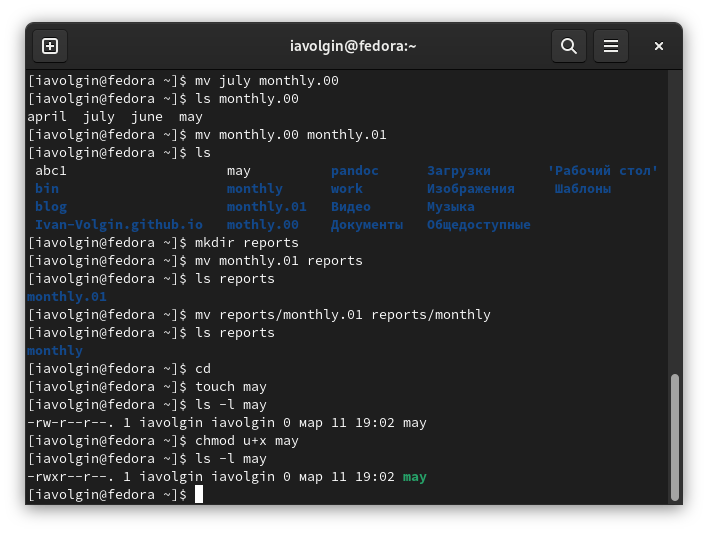 iavolgin@fedora:~
[iavolgin@fedora ~]$ mv july monthly.00
[iavolgin@fedora ~]$ ls monthly.00
april  july  june  may
[iavolgin@fedora ~]$ mv monthly.00 monthly.01
[iavolgin@fedora ~]$ ls
abc1 may pandoc Загрузки 'Рабочий стол'
bin monthly work Изображения Шаблоны
blog monthly.01 Видео Музыка
Ivan-Volgin.github.io mothly.00 Документы Общедоступные
[iavolgin@fedora ~]$ mkdir reports
[iavolgin@fedora ~]$ mv monthly.01 reports
[iavolgin@fedora ~]$ ls reports
monthly.01
[iavolgin@fedora ~]$ mv reports/monthly.01 reports/monthly
[iavolgin@fedora ~]$ ls reports
monthly
[iavolgin@fedora ~]$ cd
[iavolgin@fedora ~]$ touch may
[iavolgin@fedora ~]$ ls -l may
-rw-r--r--. 1 iavolgin iavolgin 0 мар 11 19:02 may
[iavolgin@fedora ~]$ chmod u+x may
[iavolgin@fedora ~]$ ls -l may
-rwxr--r--. 1 iavolgin iavolgin 0 мар 11 19:02 may
[iavolgin@fedora ~]$